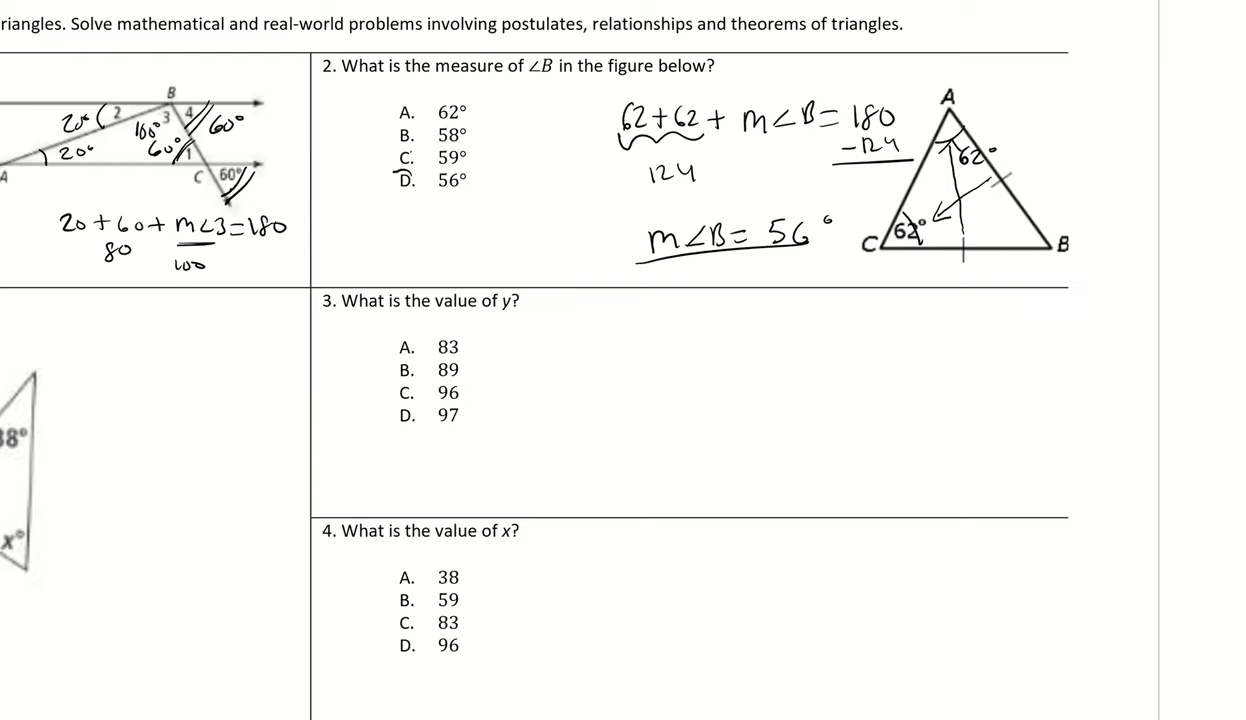 riangles. Solve mathematical and real-world problems involving postulates, relationships and theorems of triangles.
B
20° 2 3 4
100° 60°
20° 60° 1
A C 60°
20 + 60 + m∠3 = 180
80
100
2. What is the measure of ∠B in the figure below?
A. 62°
B. 58°
C. 59°
D. 56°
62 + 62 + m∠B = 180
124 -124
m∠B = 56°
A
62°
62°
C B
3. What is the value of y?
A. 83
B. 89
C. 96
D. 97
38°
x°
4. What is the value of x?
A. 38
B. 59
C. 83
D. 96